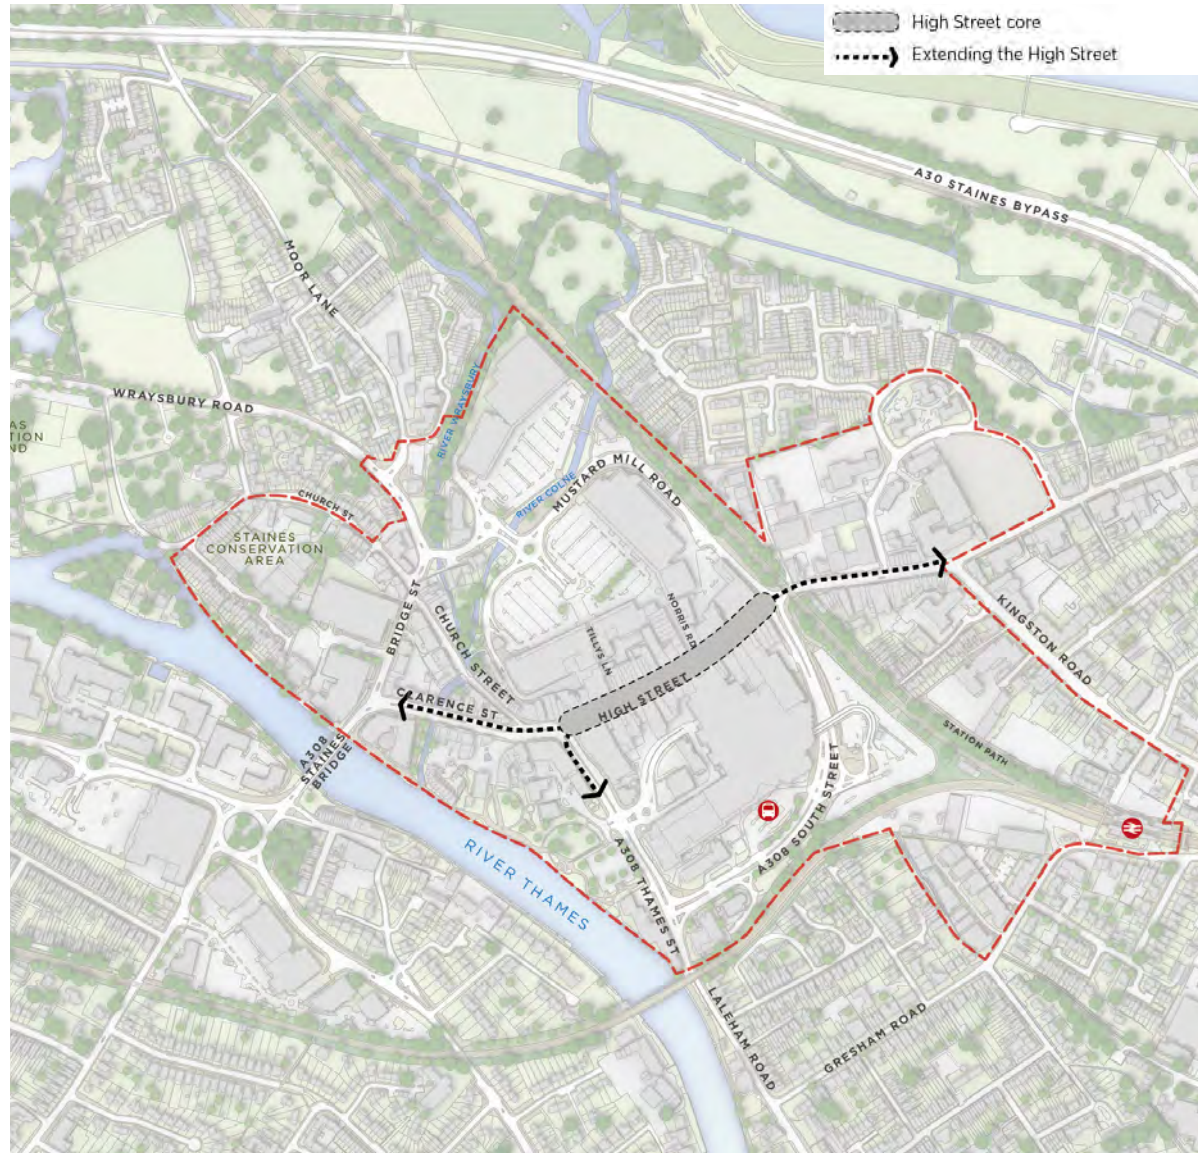 High Street core
Extending the High Street
A30 STAINES BYPASS
MOOR LANE
WRAYSBURY ROAD
RIVER WRAYSBURY
AS
TION
ND
CHURCH ST
STAINES
CONSERVATION
AREA
RIVER COLNE
MUSTARD MILL ROAD
BRIDGE ST
CHURCH STREET
TILLYS LN
NORRIS RD
HIGH STREET
CLARENCE ST
KINGSTON ROAD
STATION PATH
A308
STAINES
BRIDGE
A308 SOUTH STREET
A308 THAMES ST
RIVER THAMES
LALEHAM ROAD
GRESHAM ROAD